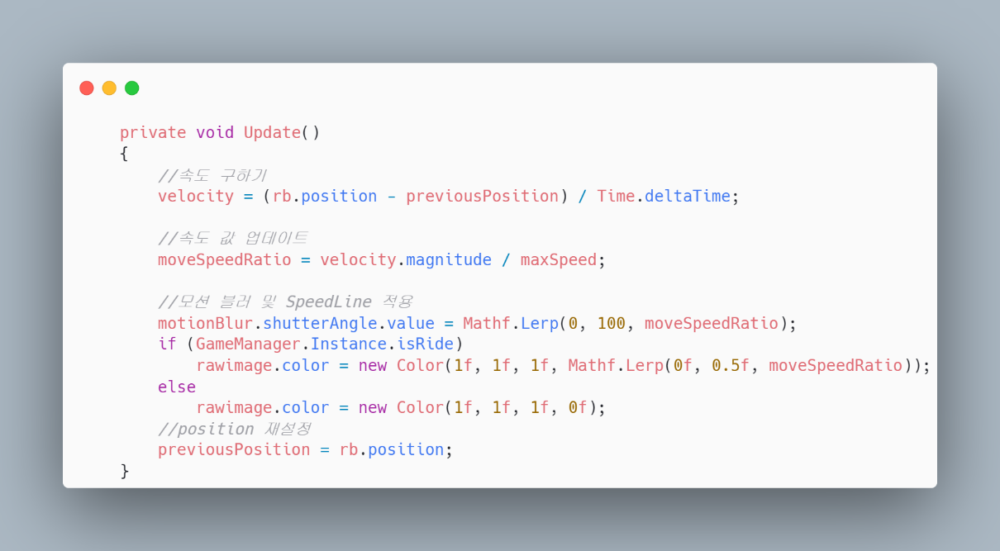 private void Update()
{
    //속도 구하기
    velocity = (rb.position - previousPosition) / Time.deltaTime;

    //속도 값 업데이트
    moveSpeedRatio = velocity.magnitude / maxSpeed;

    //모션 블러 및 SpeedLine 적용
    motionBlur.shutterAngle.value = Mathf.Lerp(0, 100, moveSpeedRatio);
    if (GameManager.Instance.isRide)
        rawimage.color = new Color(1f, 1f, 1f, Mathf.Lerp(0f, 0.5f, moveSpeedRatio));
    else
        rawimage.color = new Color(1f, 1f, 1f, 0f);
    //position 재설정
    previousPosition = rb.position;
}